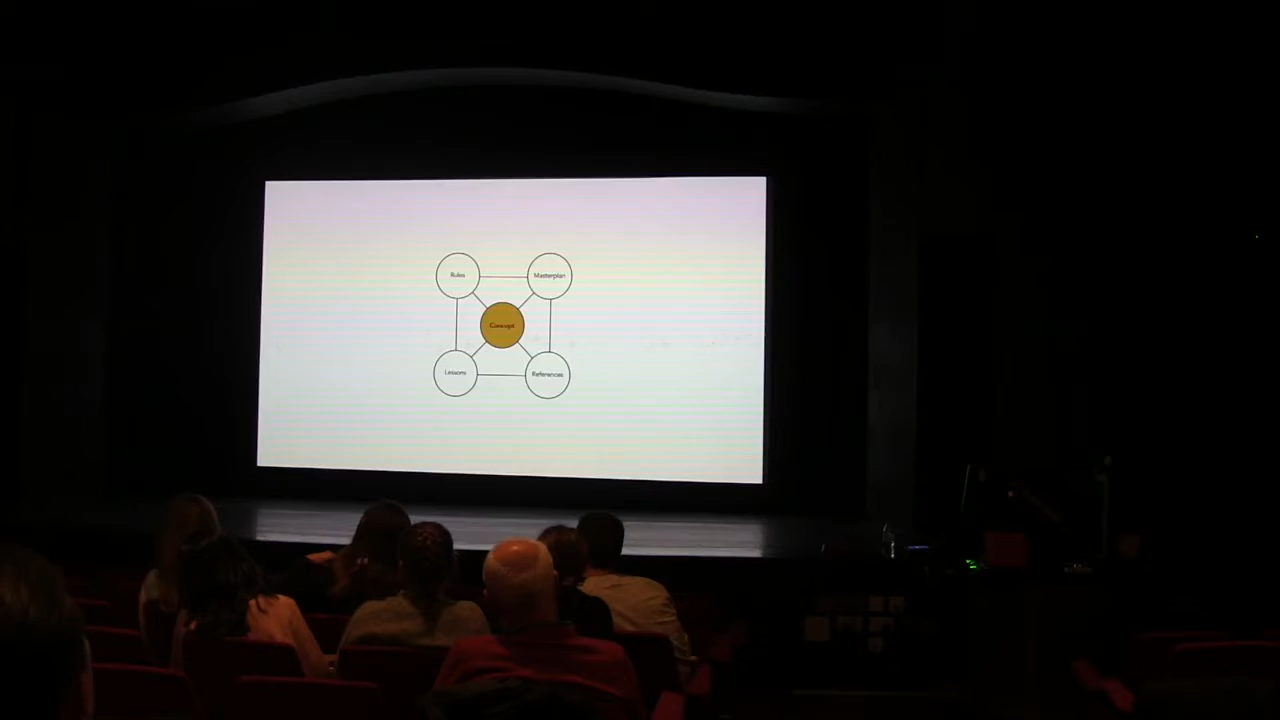 Rules
Masterplan
Concept
Lessons
References